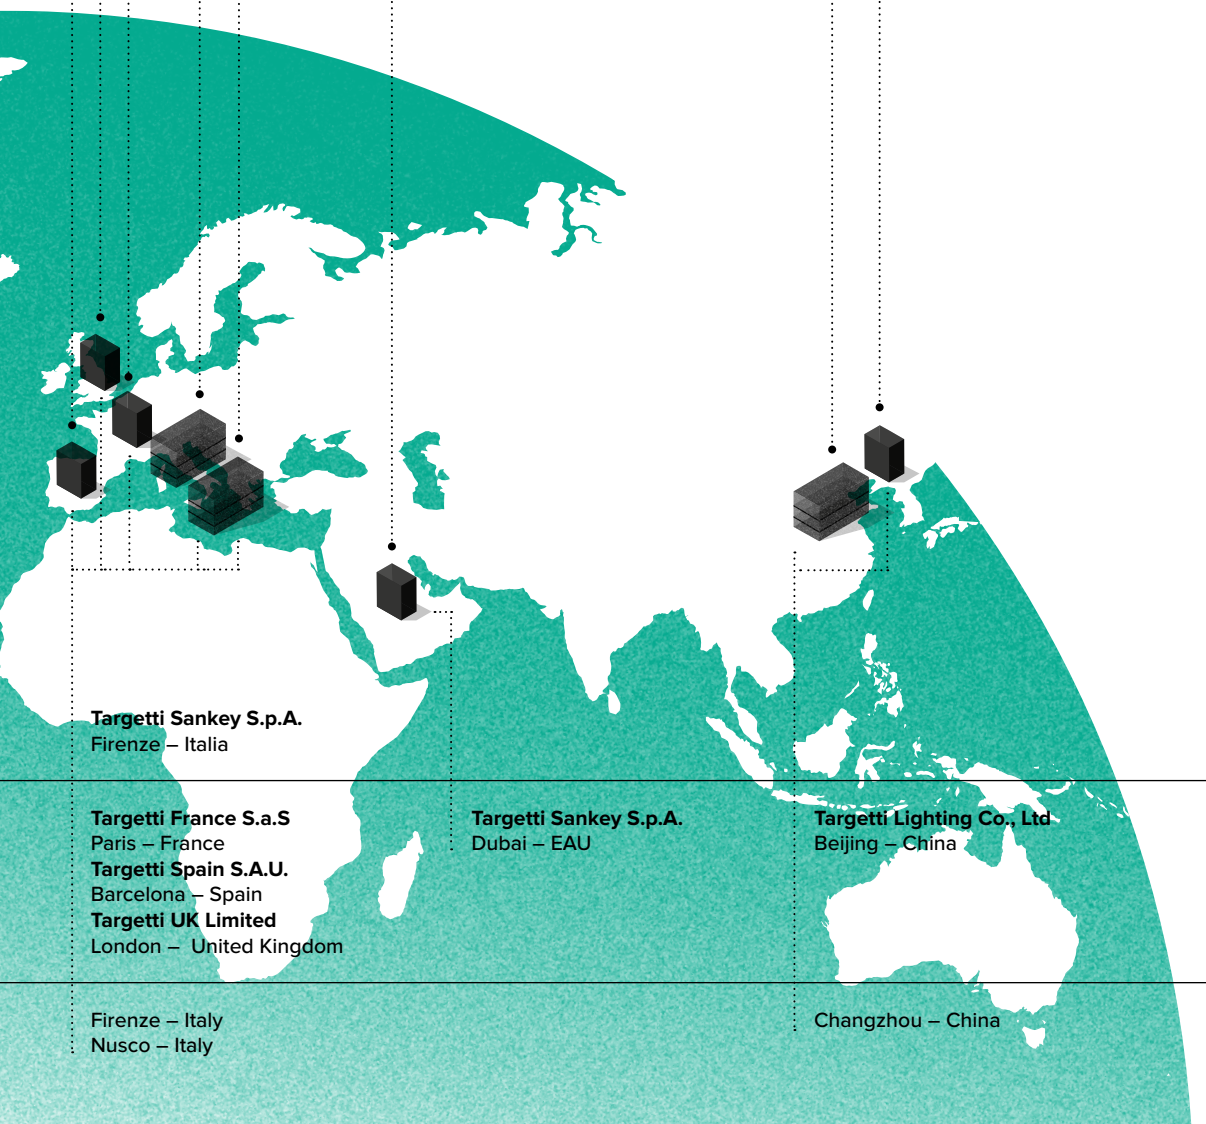 Targetti Sankey S.p.A.
Firenze – Italia
Targetti France S.a.S
Paris – France
Targetti Spain S.A.U.
Barcelona – Spain
Targetti UK Limited
London –  United Kingdom
Targetti Sankey S.p.A.
Dubai – EAU
Targetti Lighting Co., Ltd
Beijing – China
Firenze – Italy
Nusco – Italy
Changzhou – China